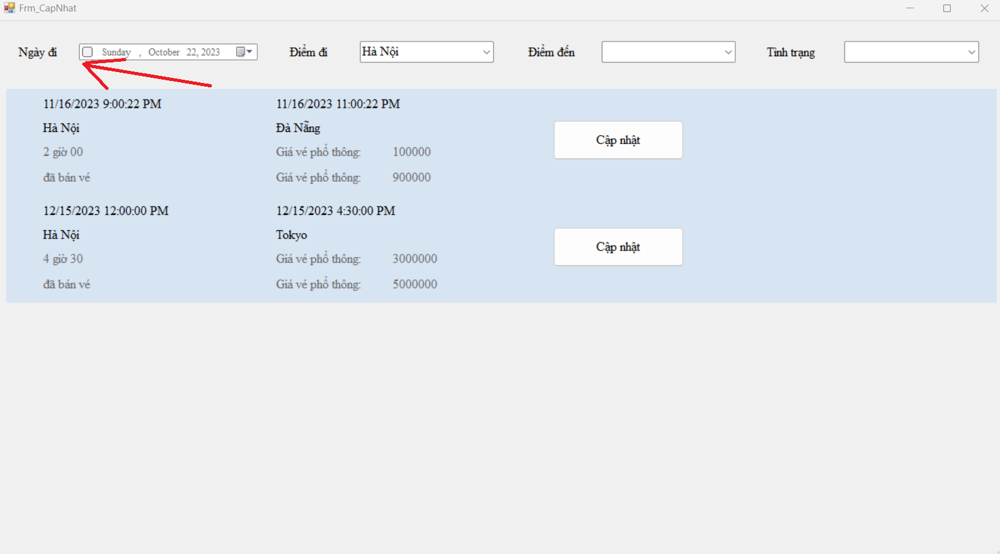 Frm_CapNhat
Ngày đi Sunday , October 22, 2023 Điểm đi Hà Nội Điểm đến Tình trạng
11/16/2023 9:00:22 PM 11/16/2023 11:00:22 PM
Hà Nội Đà Nẵng
Cập nhật
2 giờ 00 Giá vé phổ thông: 100000
đã bán vé Giá vé phổ thông: 900000
12/15/2023 12:00:00 PM 12/15/2023 4:30:00 PM
Hà Nội Tokyo
Cập nhật
4 giờ 30 Giá vé phổ thông: 3000000
đã bán vé Giá vé phổ thông: 5000000